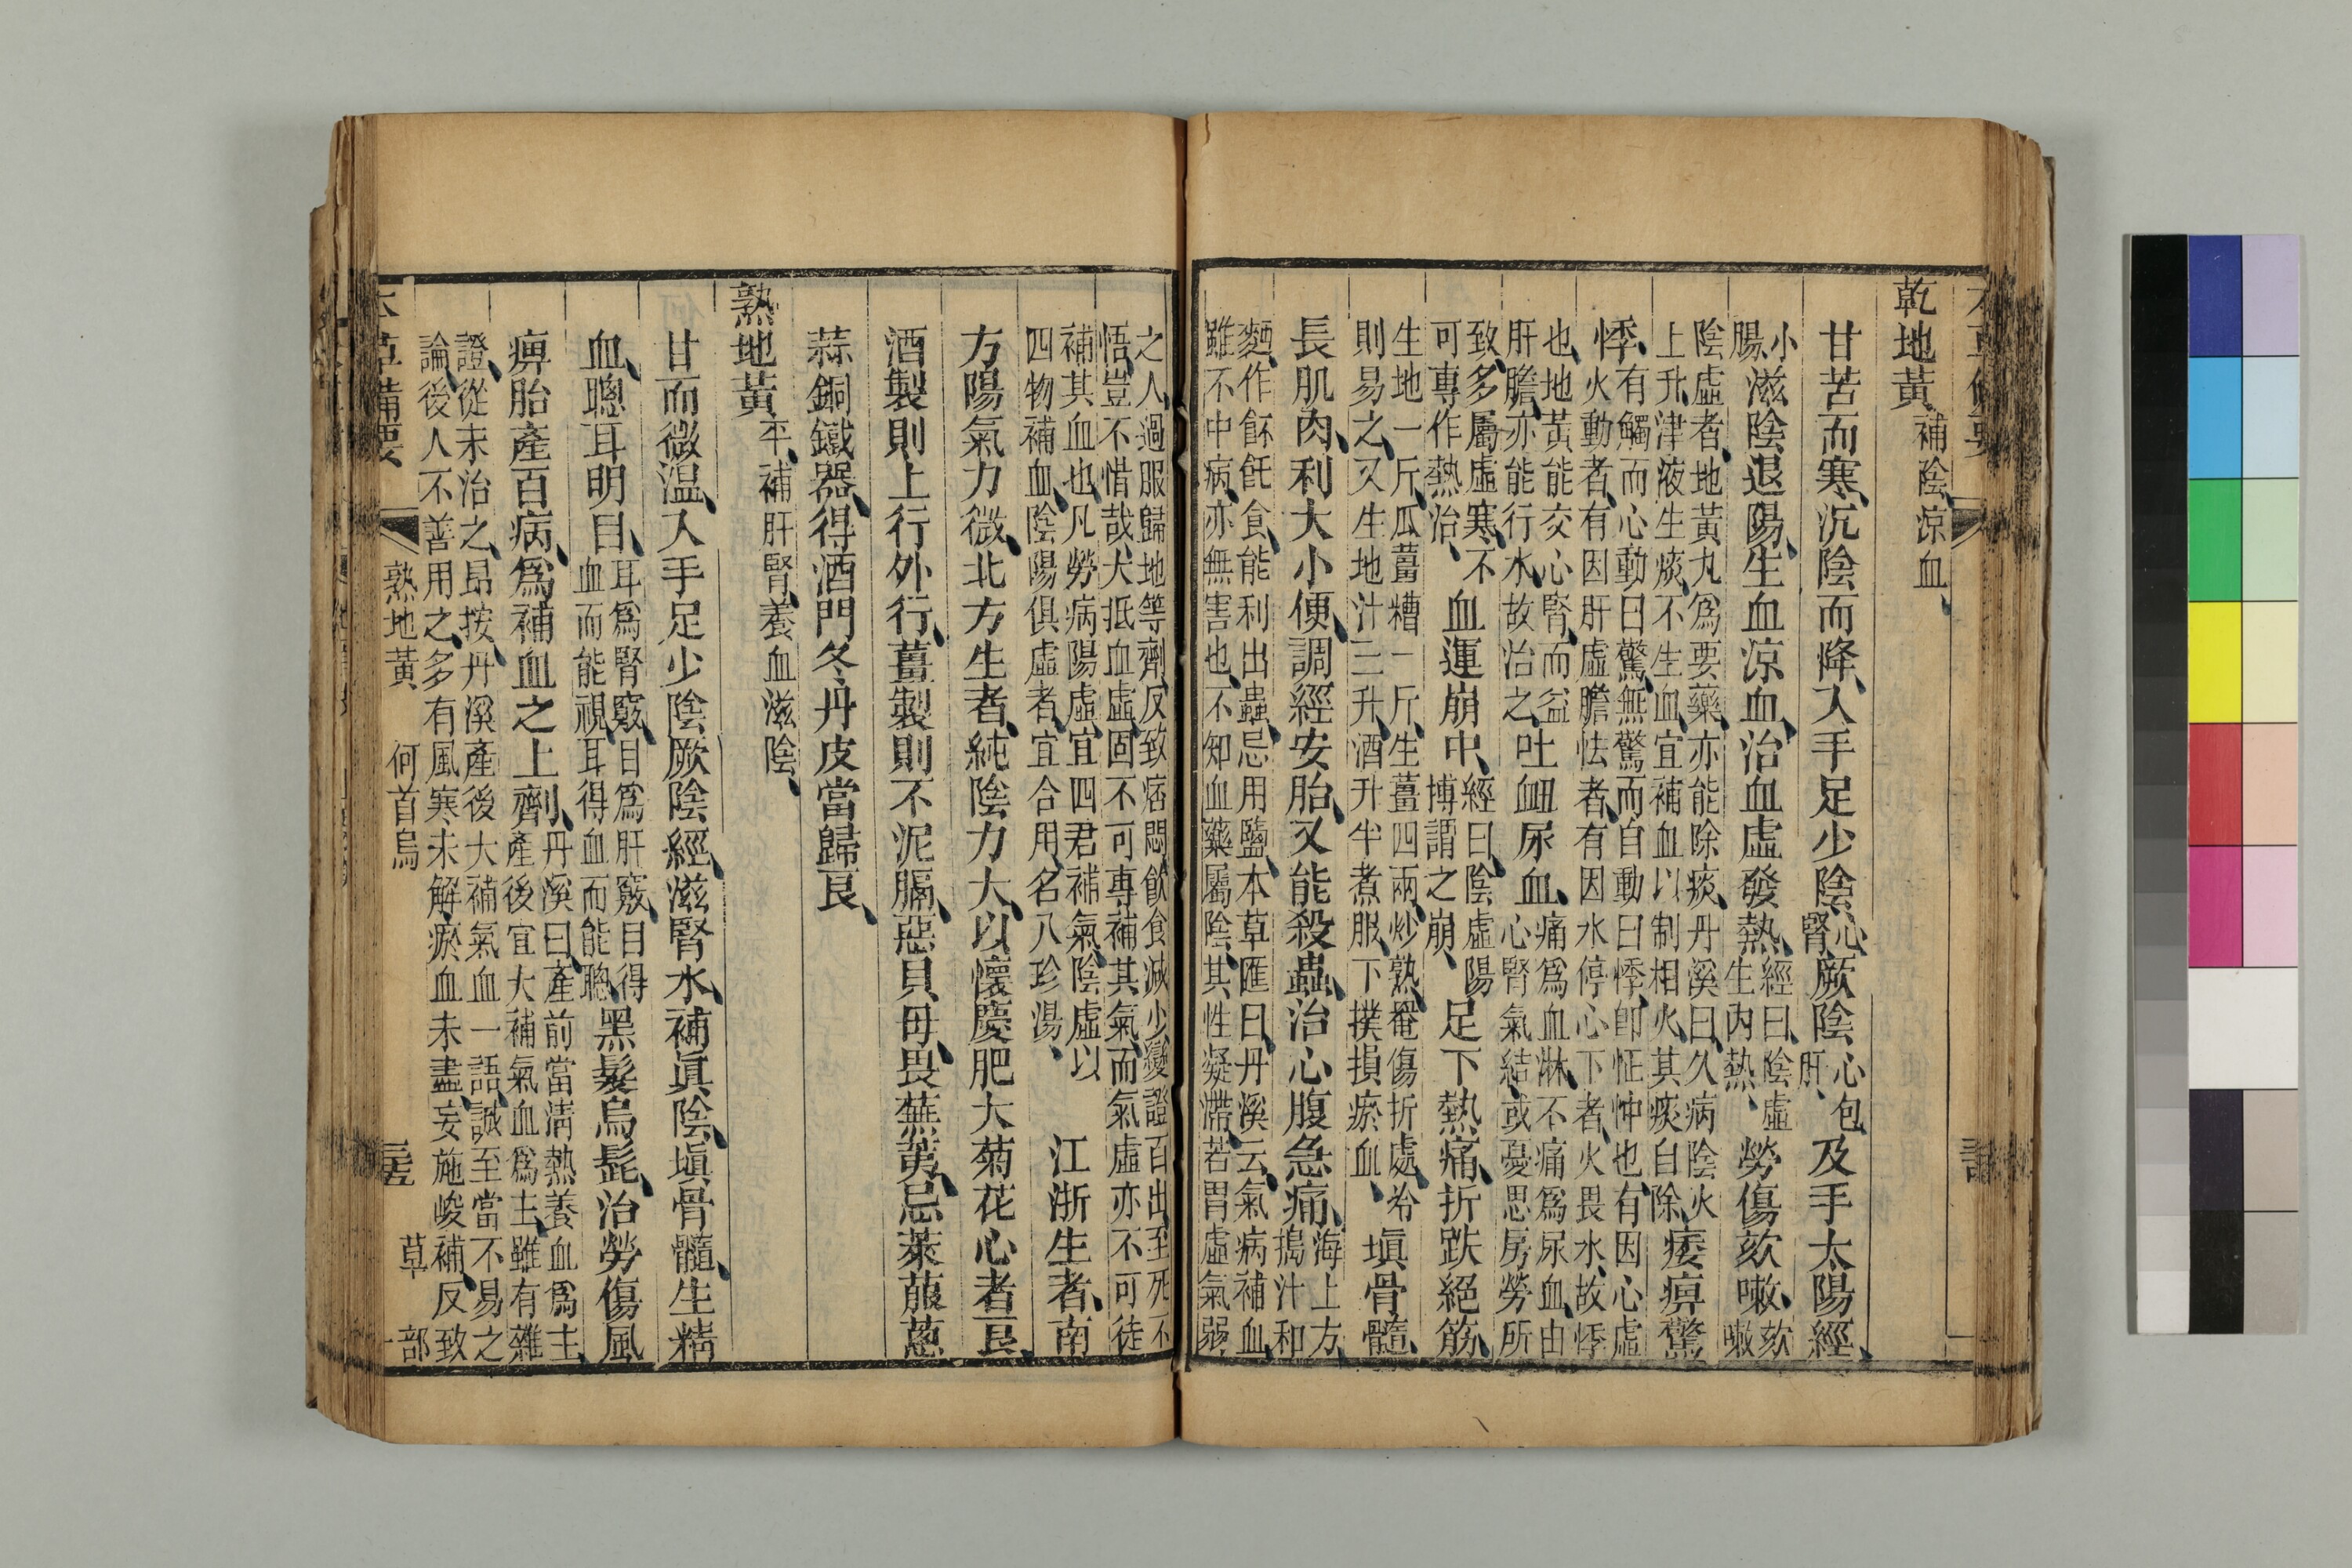 乾地黃補陰涼血、
甘苦而寒、沉陰而降、入手足少陰心腎、厥陰心包肝、及手太陽經
小腸、滋陰退陽、生血涼血、治血虛發熱、經曰、陰虛生內熱、勞傷欬嗽、欬嗽
陰虛者、地黃丸爲要藥、亦能除痰、丹溪曰、久病陰火上升、津液生痰、不生血、宜補血以制相火、其痰自除、痿痹驚
悸、有觸而心動曰驚、無驚而自動曰悸、卽怔忡也、有因心虛火動者、有因肝虛膽怯者、有因水停心下者、火畏水、故悸
也、地黃能交心腎、而益肝膽、亦能行水、故治之、吐衄尿血、痛爲血淋、不痛爲尿血、由心腎氣結、或憂思房勞所
致、多屬虛寒、不可專作熱治、血運崩中、經曰、陰虛陽搏謂之崩、足下熱痛、折跌絕筋、
生地一斤、瓜薑糟一斤、生薑四兩、炒熟、罨傷折處、冷則易之、又生地汁三升、酒升半煮服、下撲損瘀血、塡骨髓、
長肌肉、利大小便、調經安胎、又能殺蟲、治心腹急痛、海上方、搗汁和
麪、作餅飥食、能利出蟲、忌用鹽、本草匯曰、丹溪云、氣病補血、雖不中病、亦無害也、不知血藥屬陰、其性凝滯、若胃虛氣弱
之人、過服歸地等劑、反致痞悶、飲食減少、變證百出、至死不悟、豈不惜哉、大抵血虛固不可專補其氣、而氣虛亦不可徒
補其血也、凡勞病陽虛、宜四君補氣、陰虛以四物補血、陰陽俱虛者、宜合用、名八珍湯、江浙生者、南
方陽氣力微、北方生者、純陰力大、以懷慶肥大菊花心者良、
酒製則上行外行、薑製則不泥膈、惡貝母、畏蕪荑、忌萊菔蔥
蒜銅鐵器、得酒門冬丹皮當歸良、
熟地黃平、補肝腎、養血滋陰、
甘而微温、入手足少陰厥陰經、滋腎水、補眞陰、塡骨髓、生精
血、聰耳明目、耳爲腎竅、目爲肝竅、目得血而能視、耳得血而能聰、黑髮烏髭、治勞傷風
痹、胎產百病、爲補血之上劑、丹溪曰、產前當清熱養血爲主、產後宜大補氣血爲主、雖有雜
證、從末治之、昂按、丹溪產後大補氣血一語、誠至當不易之論、後人不善用之、多有風寒未解、瘀血未盡、妄施峻補、反致
本草備要 熟地黃 何首烏 草部一